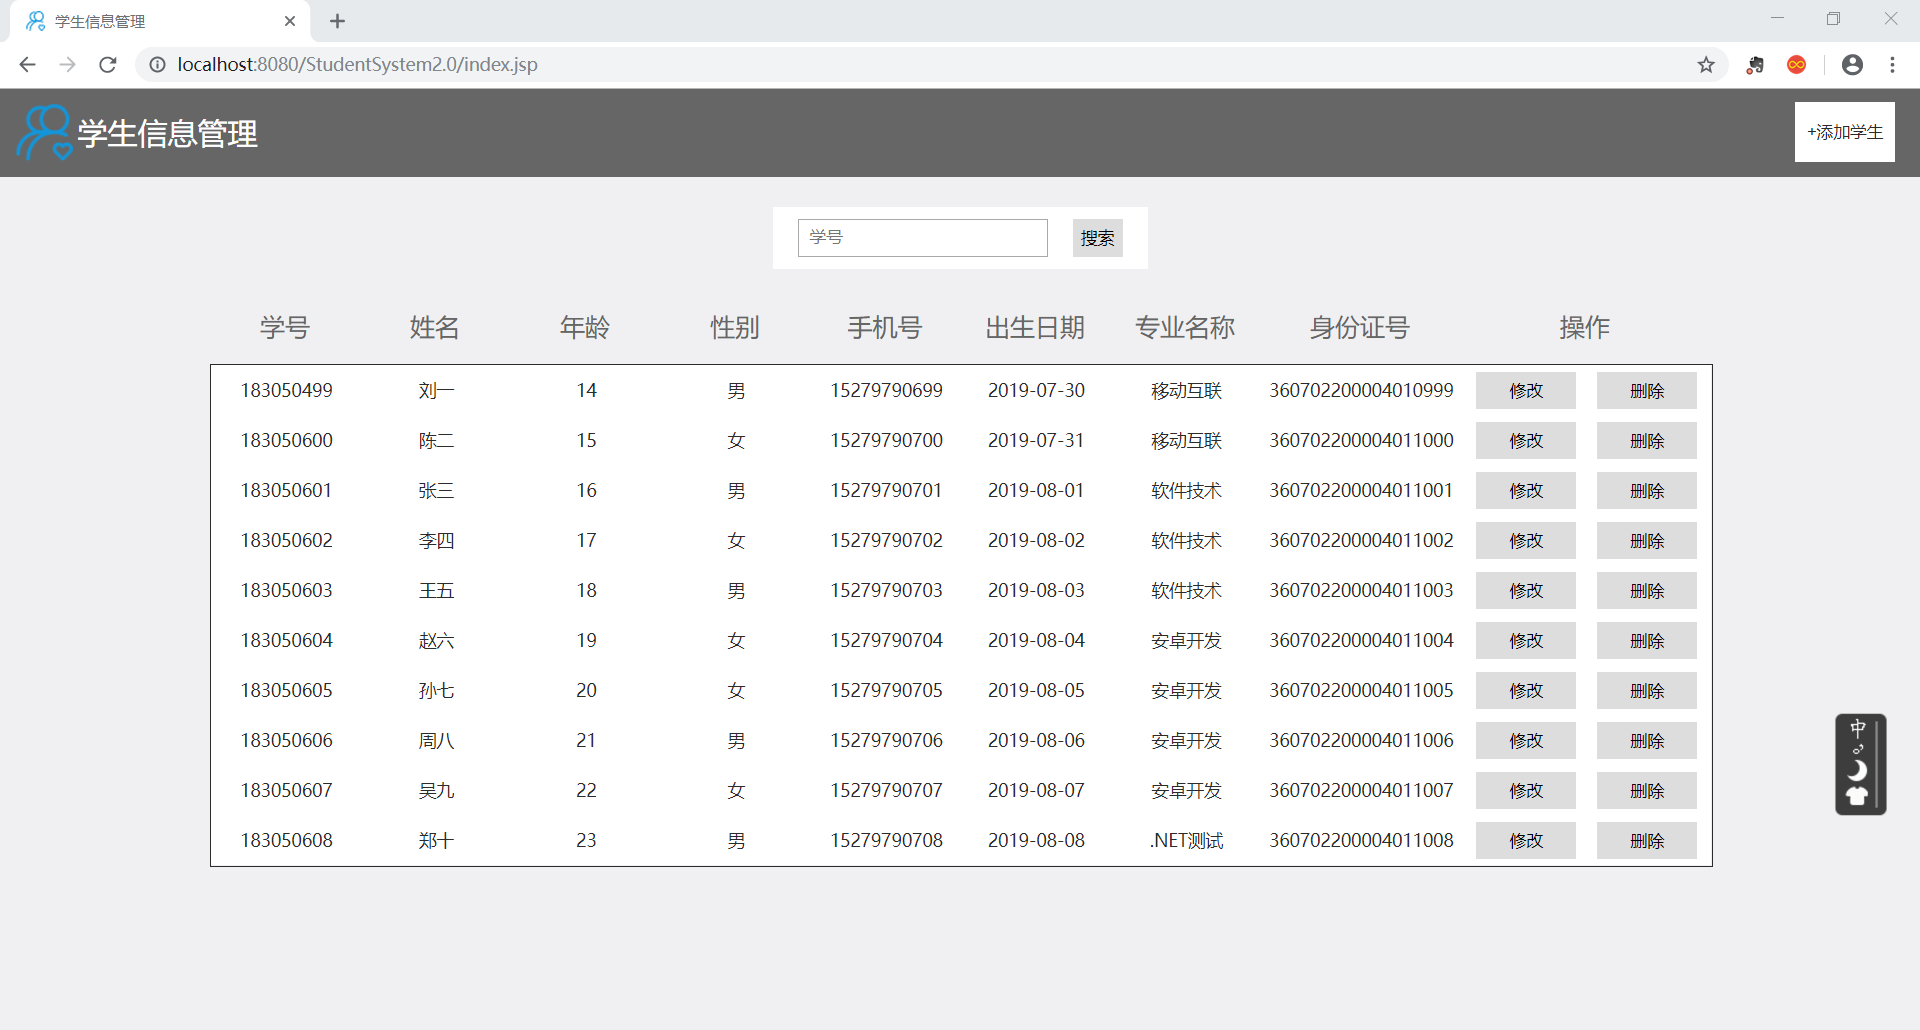 学生信息管理
localhost:8080/StudentSystem2.0/index.jsp
学生信息管理
+添加学生
学号 搜索
学号 姓名 年龄 性别 手机号 出生日期 专业名称 身份证号 操作
183050499 刘一 14 男 15279790699 2019-07-30 移动互联 360702200004010999 修改 删除
183050600 陈二 15 女 15279790700 2019-07-31 移动互联 360702200004011000 修改 删除
183050601 张三 16 男 15279790701 2019-08-01 软件技术 360702200004011001 修改 删除
183050602 李四 17 女 15279790702 2019-08-02 软件技术 360702200004011002 修改 删除
183050603 王五 18 男 15279790703 2019-08-03 软件技术 360702200004011003 修改 删除
183050604 赵六 19 女 15279790704 2019-08-04 安卓开发 360702200004011004 修改 删除
183050605 孙七 20 女 15279790705 2019-08-05 安卓开发 360702200004011005 修改 删除
183050606 周八 21 男 15279790706 2019-08-06 安卓开发 360702200004011006 修改 删除
183050607 吴九 22 女 15279790707 2019-08-07 安卓开发 360702200004011007 修改 删除
183050608 郑十 23 男 15279790708 2019-08-08 .NET测试 360702200004011008 修改 删除
中